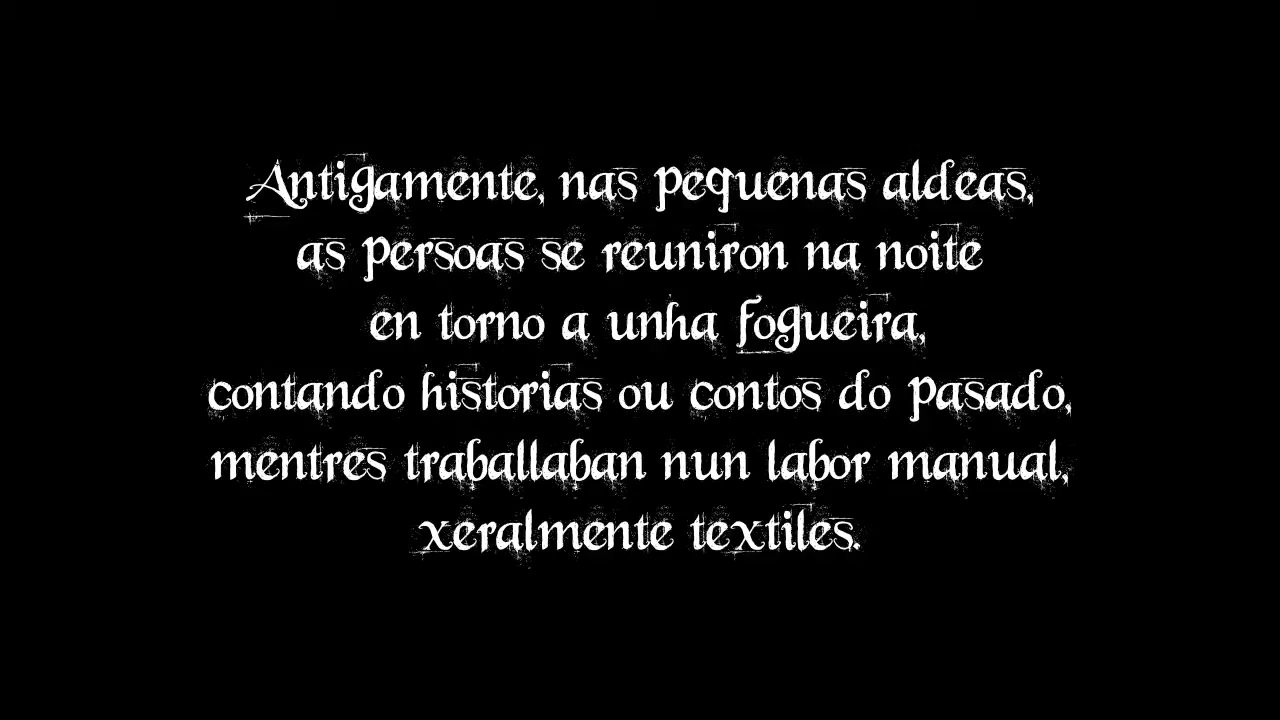 Antigamente, nas pequenas aldeas,
as persoas se reuniron na noite
en torno a unha fogueira,
contando historias ou contos do pasado,
mentres traballaban nun labor manual,
xeralmente textiles.